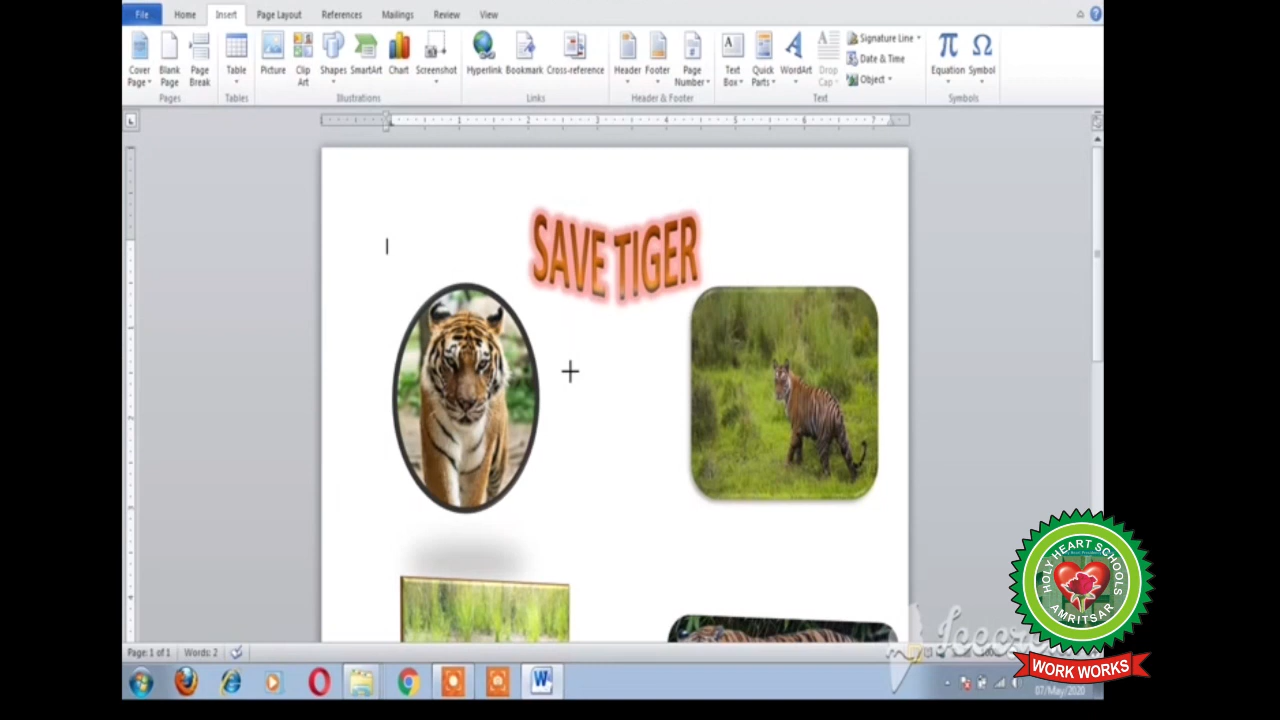 File Home Insert Page Layout References Mailings Review View
Cover Page Blank Page Page Break Table Picture Clip Art Shapes SmartArt Chart Screenshot Hyperlink Bookmark Cross-reference Header Footer Page Number Text Box Quick Parts WordArt Drop Cap Signature Line Date & Time Object Equation Symbol
Pages Tables Illustrations Links Header & Footer Text Symbols
SAVE TIGER
HOLY HEART SCHOOLS
AMRITSAR
WORK WORKS
Page: 1 of 1 Words: 2
07/May/2020